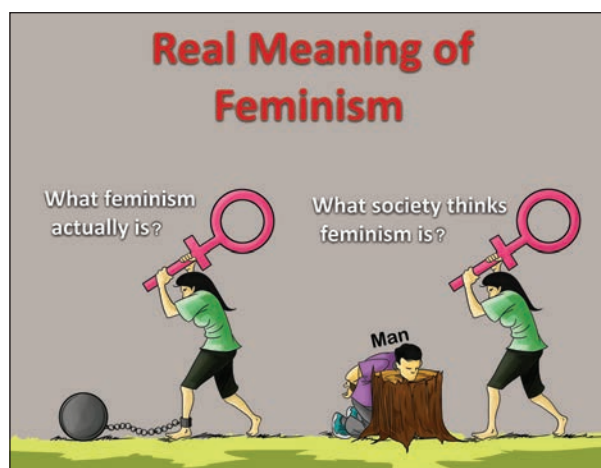 Real Meaning of
Feminism
What feminism
actually is?
What society thinks
feminism is?
Man